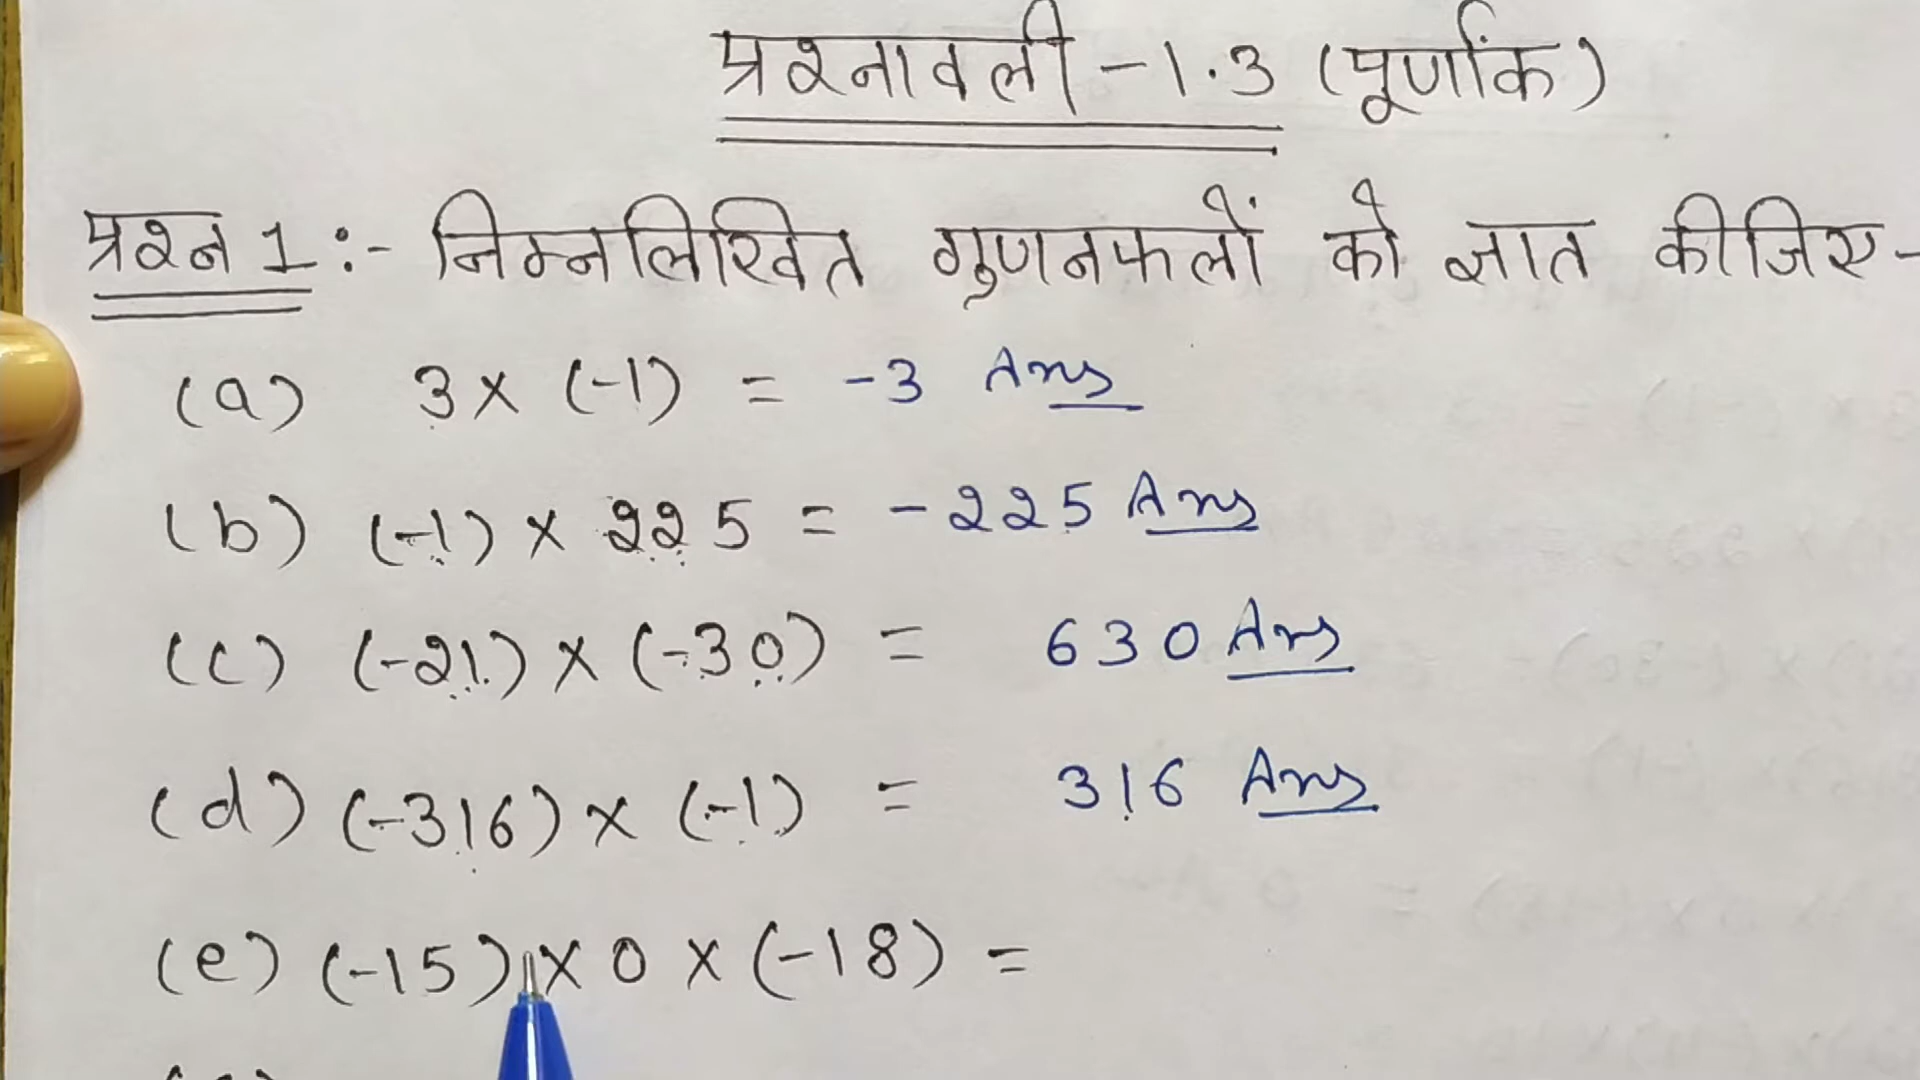 प्रश्नावली - 1.3 (पूर्णांक)
प्रश्न 1 :- निम्नलिखित गुणनफलों को ज्ञात कीजिए -
(a) 3 × (-1) = -3 Ans
(b) (-1) × 225 = -225 Ans
(c) (-21) × (-30) = 630 Ans
(d) (-316) × (-1) = 316 Ans
(e) (-15) × 0 × (-18) =